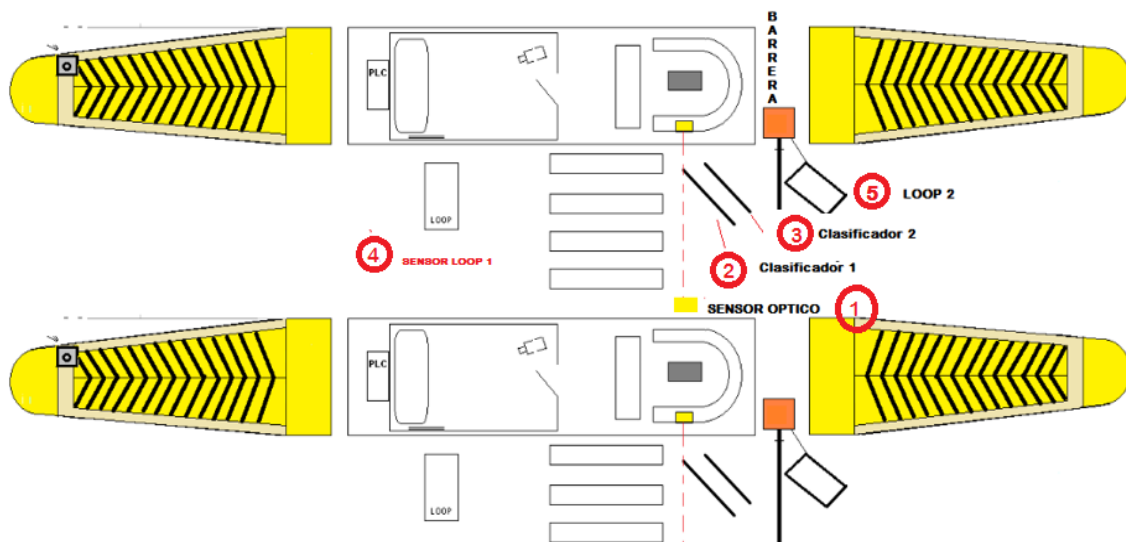 BARRERA
PLC
LOOP
5 LOOP 2
3 Clasificador 2
4 SENSOR LOOP 1
2 Clasificador 1
SENSOR OPTICO 1
PLC
LOOP